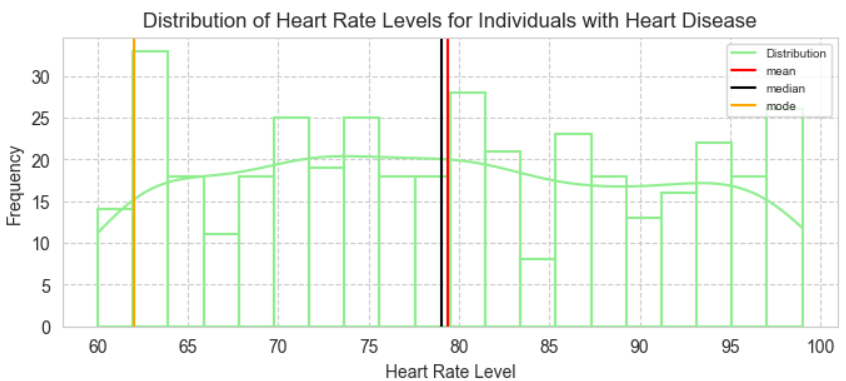 Distribution of Heart Rate Levels for Individuals with Heart Disease
Distribution
mean
median
mode
Frequency
30
25
20
15
10
5
0
60 65 70 75 80 85 90 95 100
Heart Rate Level